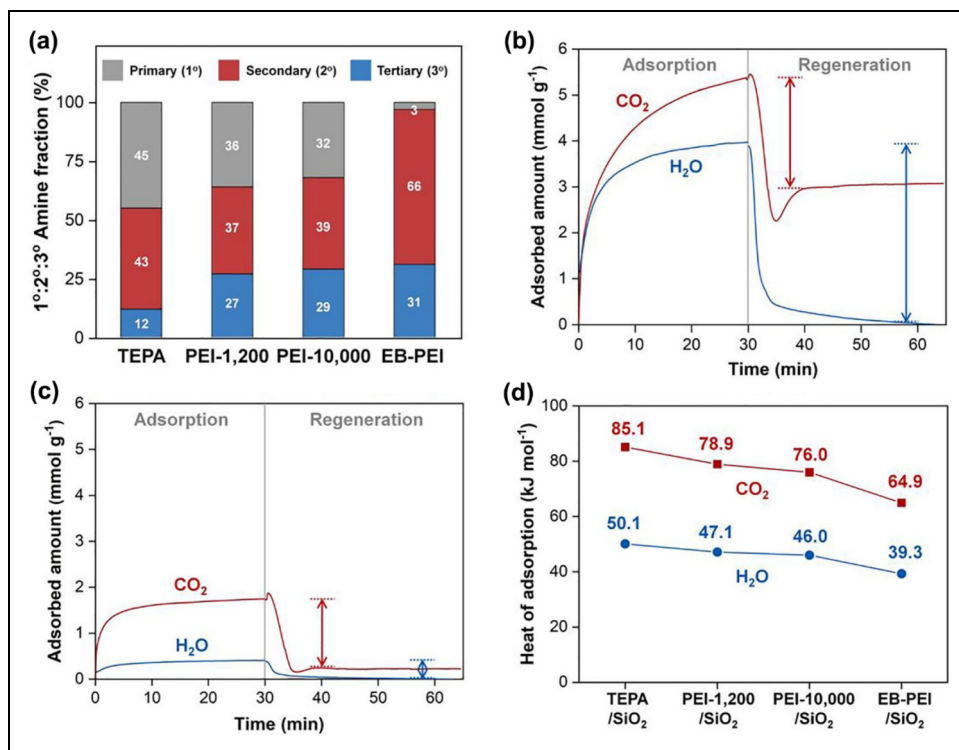 (a)
Primary (1°) Secondary (2°) Tertiary (3°)
1°:2°:3° Amine fraction (%)
100
75
50
25
0
45
43
12
36
37
27
32
39
29
3
66
31
TEPA PEI-1,200 PEI-10,000 EB-PEI
(b)
Adsorption Regeneration
Adsorbed amount (mmol g⁻¹)
6
5
4
3
2
1
0
CO₂
H₂O
0 10 20 30 40 50 60
Time (min)
(c)
Adsorption Regeneration
Adsorbed amount (mmol g⁻¹)
6
5
4
3
2
1
0
CO₂
H₂O
0 10 20 30 40 50 60
Time (min)
(d)
Heat of adsorption (kJ mol⁻¹)
100
80
60
40
20
0
85.1 78.9 76.0 64.9
CO₂
50.1 47.1 46.0 39.3
H₂O
TEPA PEI-1,200 PEI-10,000 EB-PEI
/SiO₂ /SiO₂ /SiO₂ /SiO₂